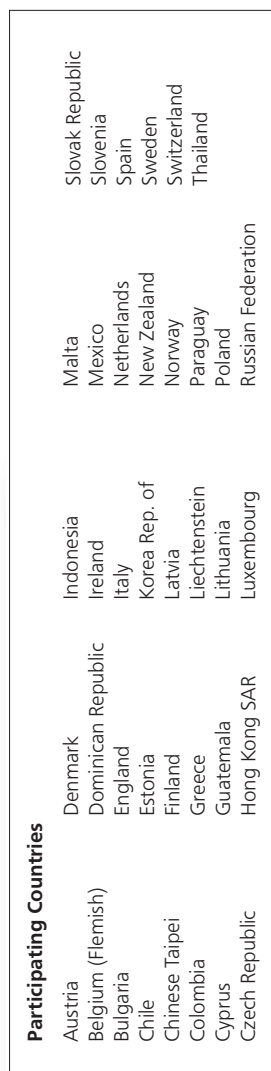 Participating Countries
Austria
Belgium (Flemish)
Bulgaria
Chile
Chinese Taipei
Colombia
Cyprus
Czech Republic
Denmark
Dominican Republic
England
Estonia
Finland
Greece
Guatemala
Hong Kong SAR
Indonesia
Ireland
Italy
Korea Rep. of
Latvia
Liechtenstein
Lithuania
Luxembourg
Malta
Mexico
Netherlands
New Zealand
Norway
Paraguay
Poland
Russian Federation
Slovak Republic
Slovenia
Spain
Sweden
Switzerland
Thailand